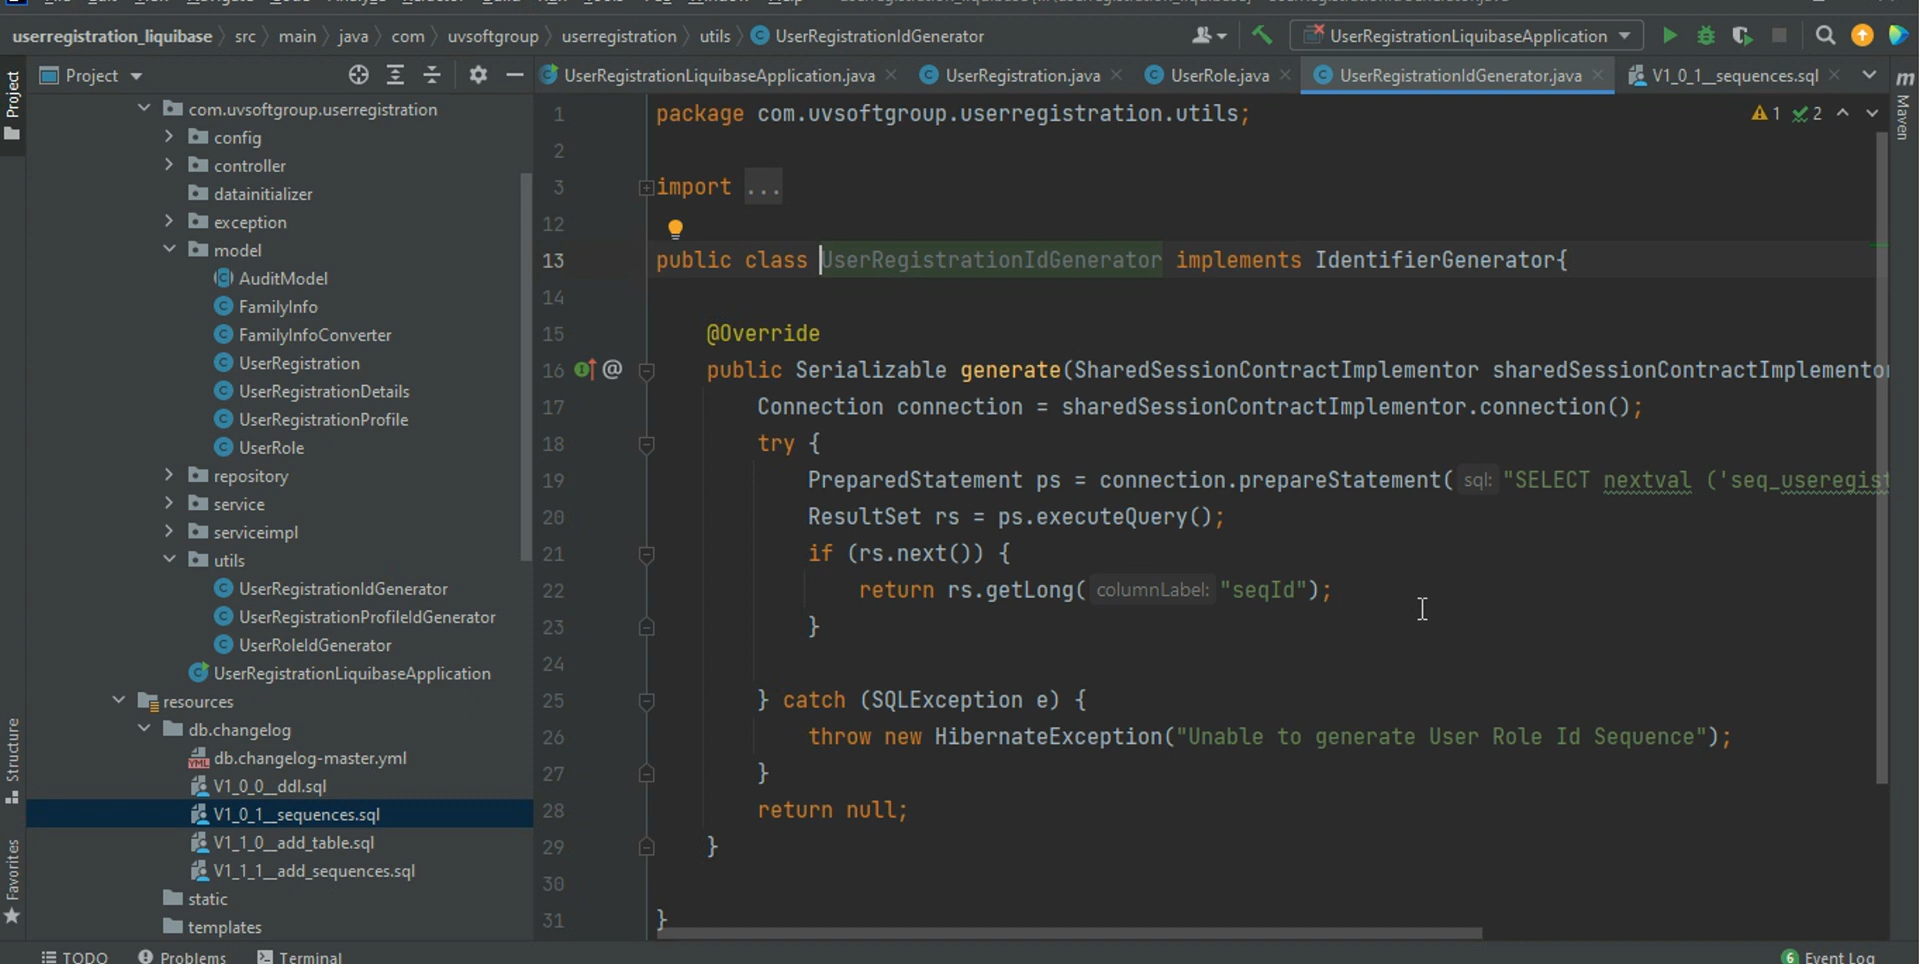 userregistration_liquibase > src > main > java > com > uvsoftgroup > userregistration > utils > UserRegistrationIdGenerator
UserRegistrationLiquibaseApplication
Project
UserRegistrationLiquibaseApplication.java
UserRegistration.java
UserRole.java
UserRegistrationIdGenerator.java
V1_0_1__sequences.sql
Project
Structure
Favorites
m
Maven
com.uvsoftgroup.userregistration
config
controller
datainitializer
exception
model
AuditModel
FamilyInfo
FamilyInfoConverter
UserRegistration
UserRegistrationDetails
UserRegistrationProfile
UserRole
repository
service
serviceimpl
utils
UserRegistrationIdGenerator
UserRegistrationProfileIdGenerator
UserRoleIdGenerator
UserRegistrationLiquibaseApplication
resources
db.changelog
YML db.changelog-master.yml
V1_0_0__ddl.sql
V1_0_1__sequences.sql
V1_1_0__add_table.sql
V1_1_1__add_sequences.sql
static
templates
1 2
1 package com.uvsoftgroup.userregistration.utils;
2
3 import ...
12
13 public class UserRegistrationIdGenerator implements IdentifierGenerator{
14
15 @Override
16 @ public Serializable generate(SharedSessionContractImplementor sharedSessionContractImplemento
17 Connection connection = sharedSessionContractImplementor.connection();
18 try {
19 PreparedStatement ps = connection.prepareStatement( sql: "SELECT nextval ('seq_useregist
20 ResultSet rs = ps.executeQuery();
21 if (rs.next()) {
22 return rs.getLong( columnLabel: "seqId");
23 }
24
25 } catch (SQLException e) {
26 throw new HibernateException("Unable to generate User Role Id Sequence");
27 }
28 return null;
29 }
30
31 }
TODO
Problems
Terminal
6 Event Log